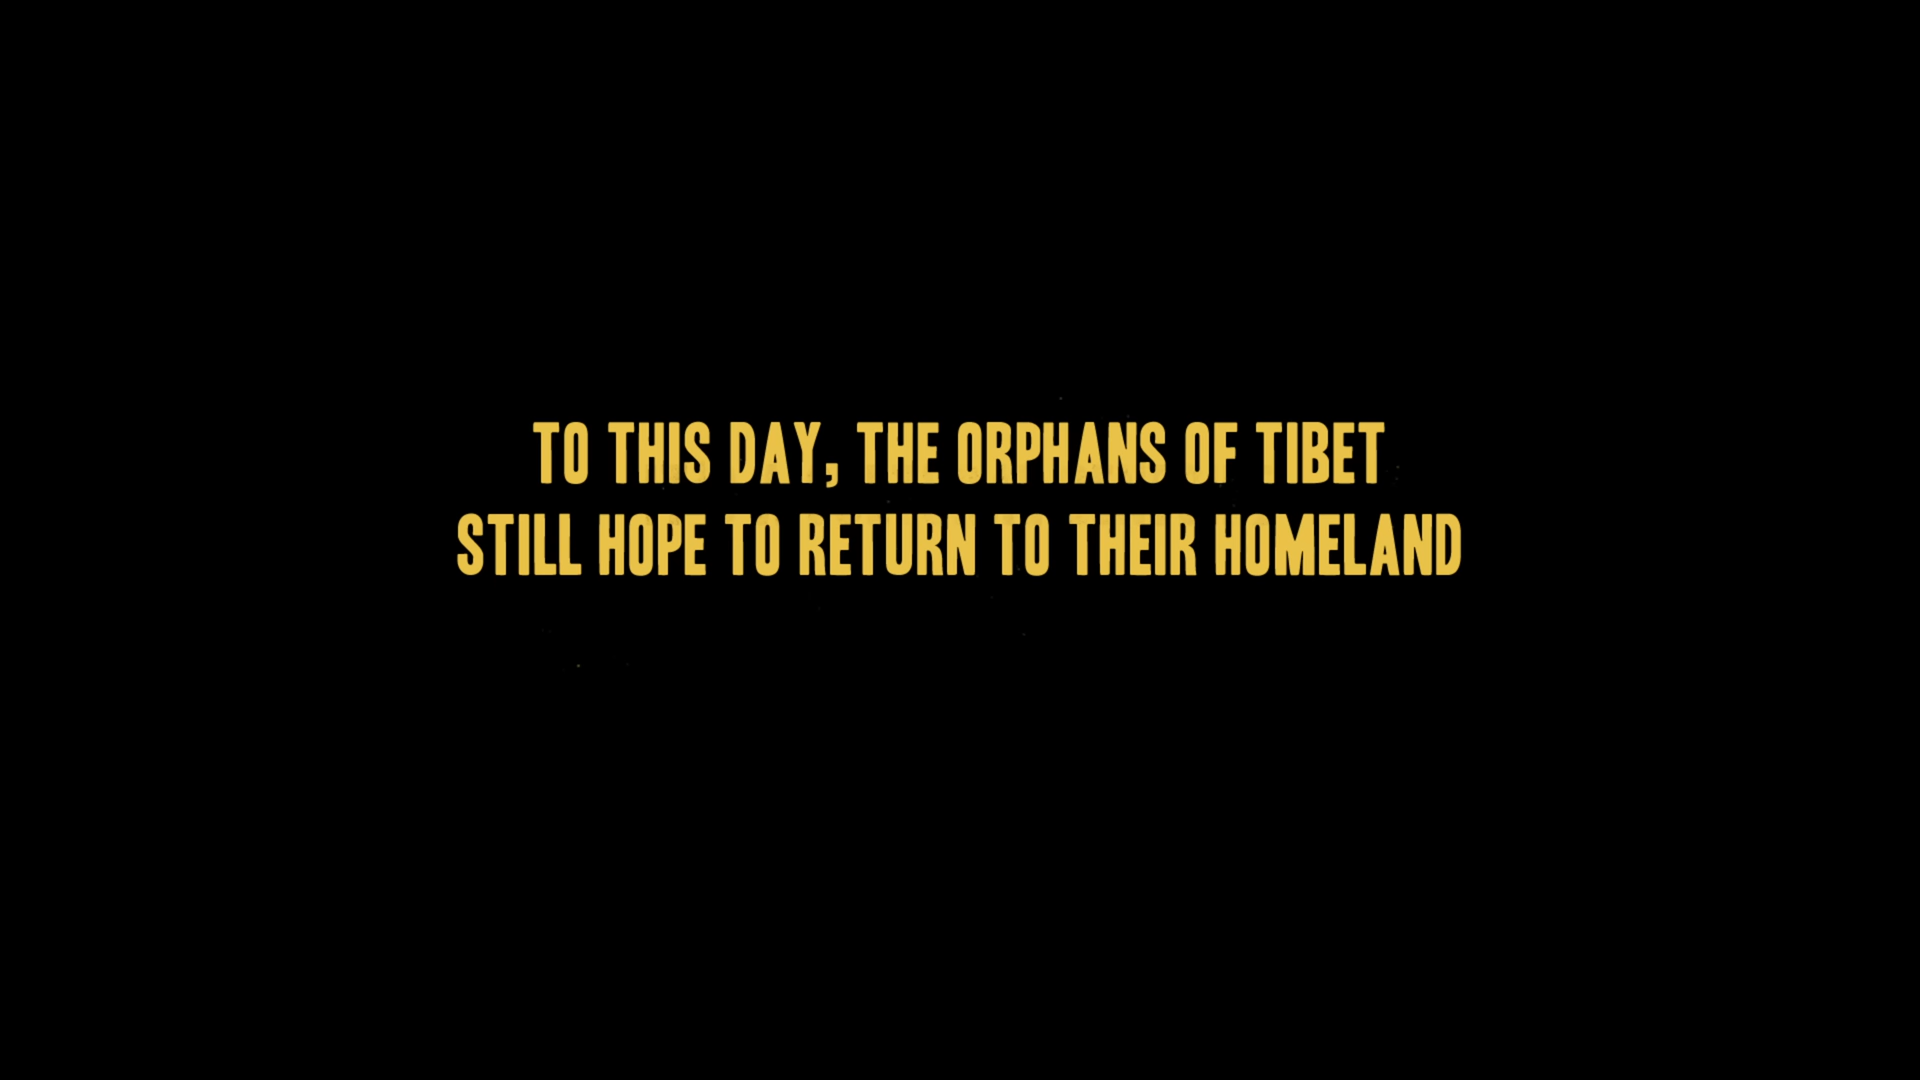 TO THIS DAY, THE ORPHANS OF TIBET
STILL HOPE TO RETURN TO THEIR HOMELAND